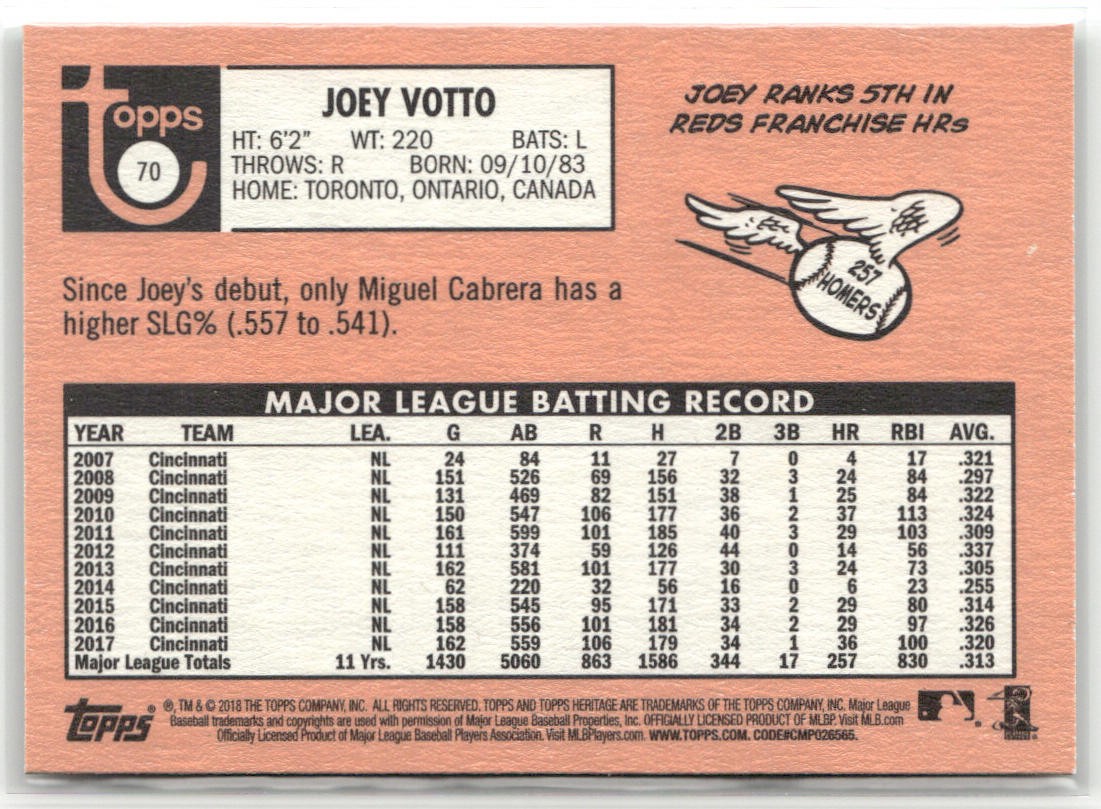 topps
70
JOEY VOTTO
HT: 6'2" WT: 220 BATS: L
THROWS: R BORN: 09/10/83
HOME: TORONTO, ONTARIO, CANADA
JOEY RANKS 5TH IN
REDS FRANCHISE HRs
257
HOMERS
Since Joey's debut, only Miguel Cabrera has a
higher SLG% (.557 to .541).
MAJOR LEAGUE BATTING RECORD
YEAR TEAM LEA. G AB R H 2B 3B HR RBI AVG.
2007 Cincinnati NL 24 84 11 27 7 0 4 17 .321
2008 Cincinnati NL 151 526 69 156 32 3 24 84 .297
2009 Cincinnati NL 131 469 82 151 38 1 25 84 .322
2010 Cincinnati NL 150 547 106 177 36 2 37 113 .324
2011 Cincinnati NL 161 599 101 185 40 3 29 103 .309
2012 Cincinnati NL 111 374 59 126 44 0 14 56 .337
2013 Cincinnati NL 162 581 101 177 30 3 24 73 .305
2014 Cincinnati NL 62 220 32 56 16 0 6 23 .255
2015 Cincinnati NL 158 545 95 171 33 2 29 80 .314
2016 Cincinnati NL 158 556 101 181 34 2 29 97 .326
2017 Cincinnati NL 162 559 106 179 34 1 36 100 .320
Major League Totals 11 Yrs. 1430 5060 863 1586 344 17 257 830 .313
topps®
®, TM & © 2018 THE TOPPS COMPANY, INC. ALL RIGHTS RESERVED. TOPPS AND TOPPS HERITAGE ARE TRADEMARKS OF THE TOPPS COMPANY, INC. Major League
Baseball trademarks and copyrights are used with permission of Major League Baseball Properties, Inc. OFFICIALLY LICENSED PRODUCT OF MLBP. Visit MLB.com
Officially Licensed Product of Major League Baseball Players Association. Visit MLBPlayers.com. WWW.TOPPS.COM. CODE#CMP026565.